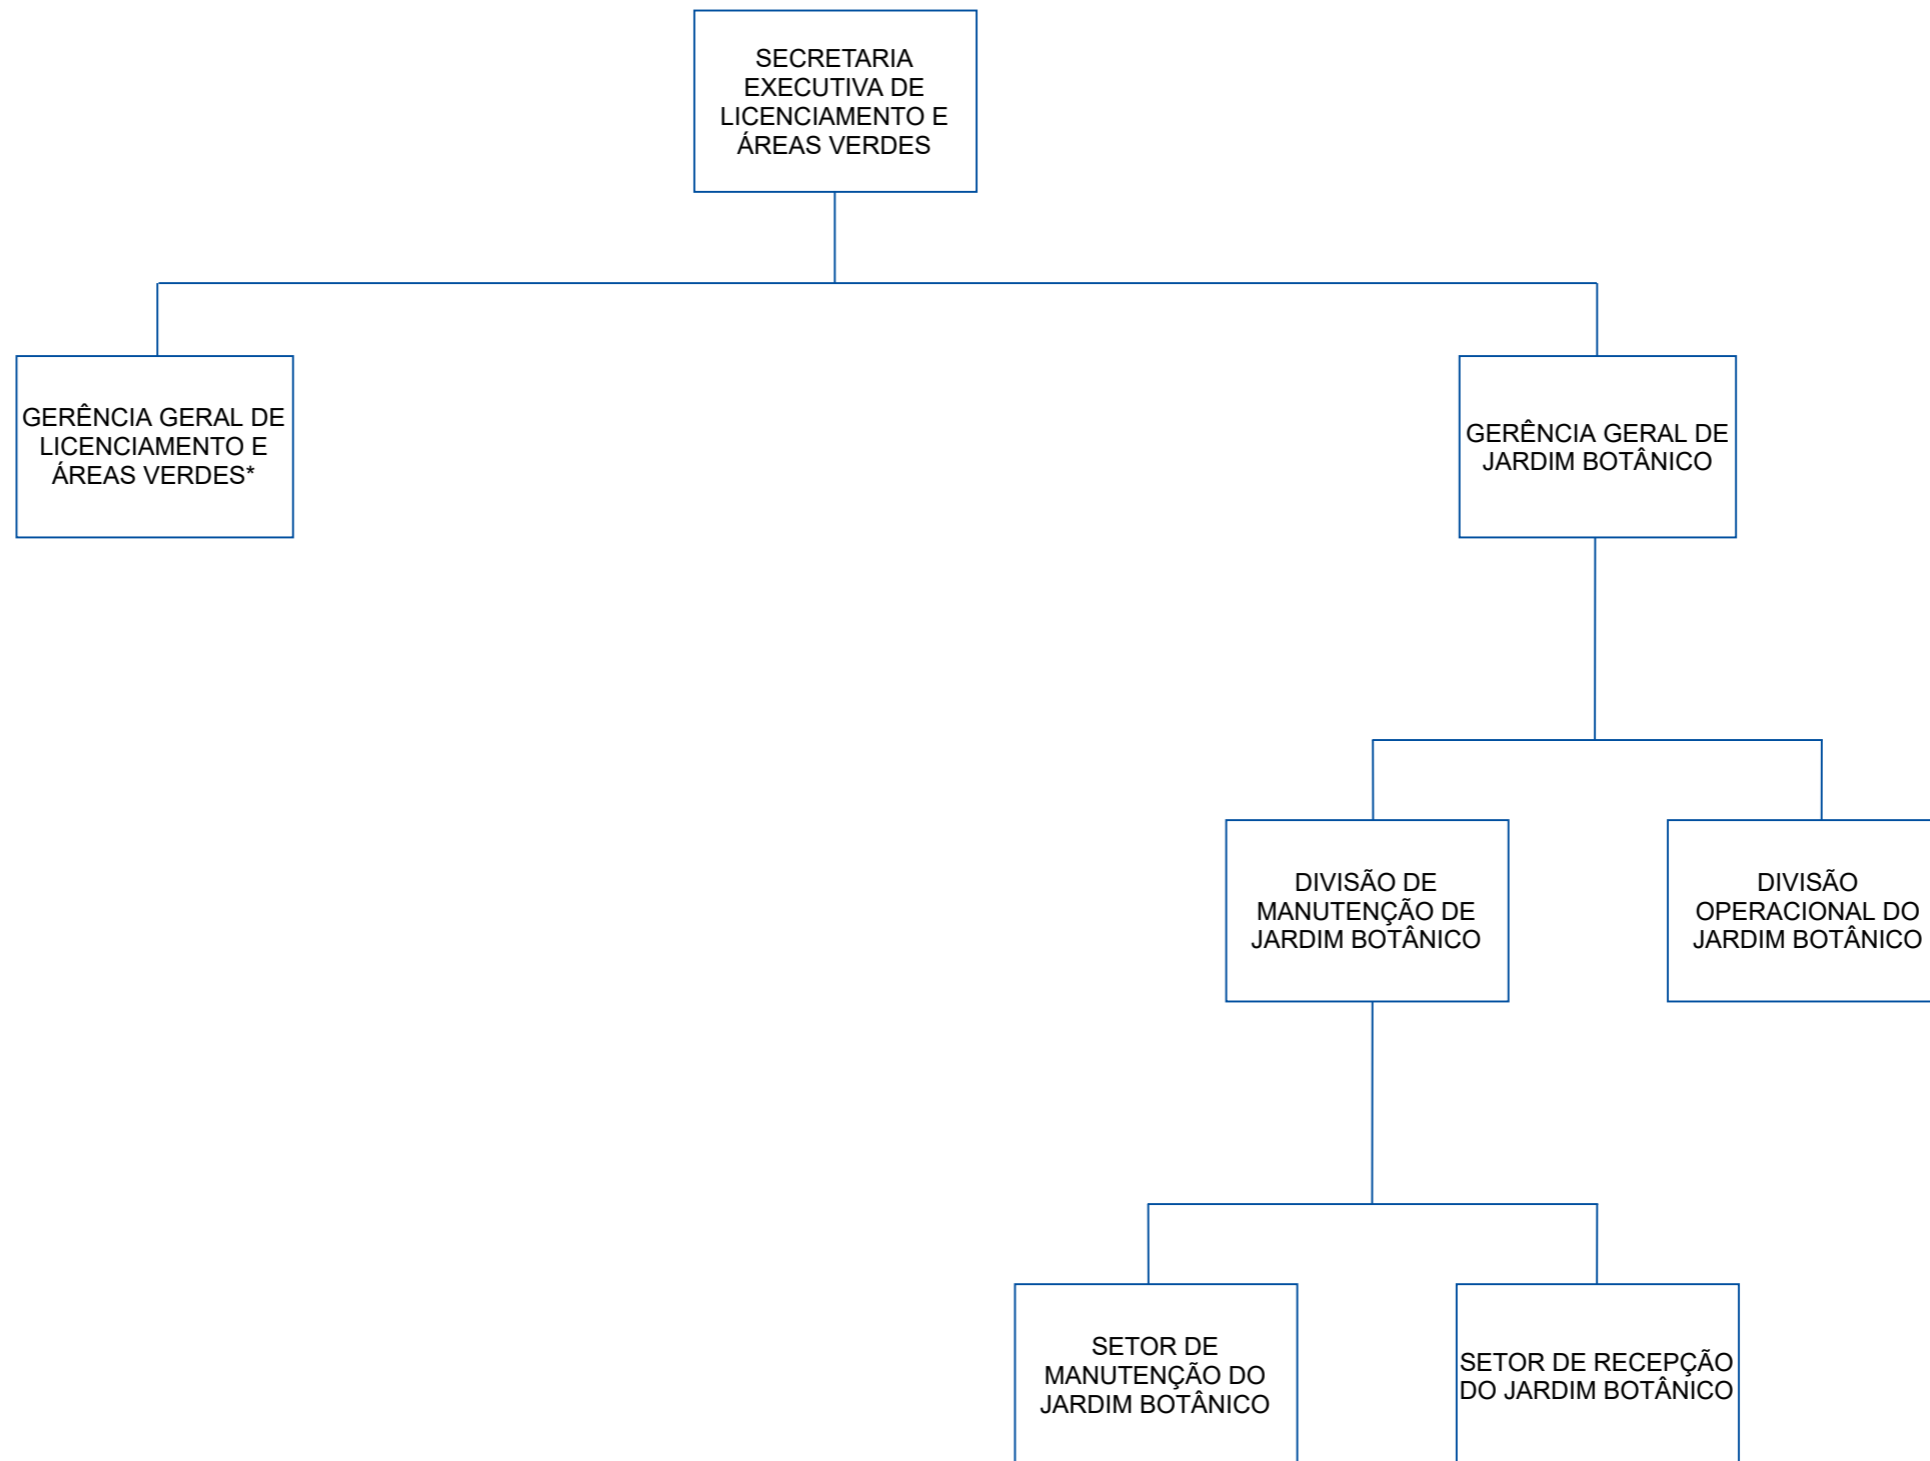 SECRETARIA
EXECUTIVA DE
LICENCIAMENTO E
ÁREAS VERDES
GERÊNCIA GERAL DE
LICENCIAMENTO E
ÁREAS VERDES*
GERÊNCIA GERAL DE
JARDIM BOTÂNICO
DIVISÃO DE
MANUTENÇÃO DE
JARDIM BOTÂNICO
DIVISÃO
OPERACIONAL DO
JARDIM BOTÂNICO
SETOR DE
MANUTENÇÃO DO
JARDIM BOTÂNICO
SETOR DE RECEPÇÃO
DO JARDIM BOTÂNICO